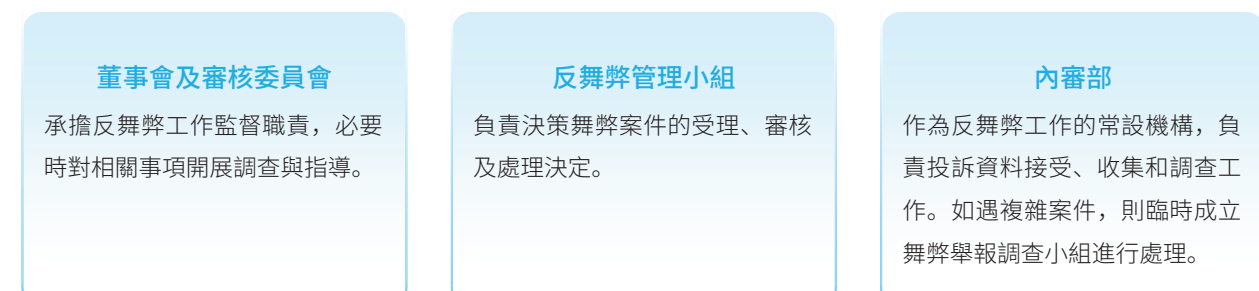 董事會及審核委員會
承擔反舞弊工作監督職責，必要
時對相關事項開展調查與指導。
反舞弊管理小組
負責決策舞弊案件的受理、審核
及處理決定。
內審部
作為反舞弊工作的常設機構，負
責投訴資料接受、收集和調查工
作。如遇複雜案件，則臨時成立
舞弊舉報調查小組進行處理。